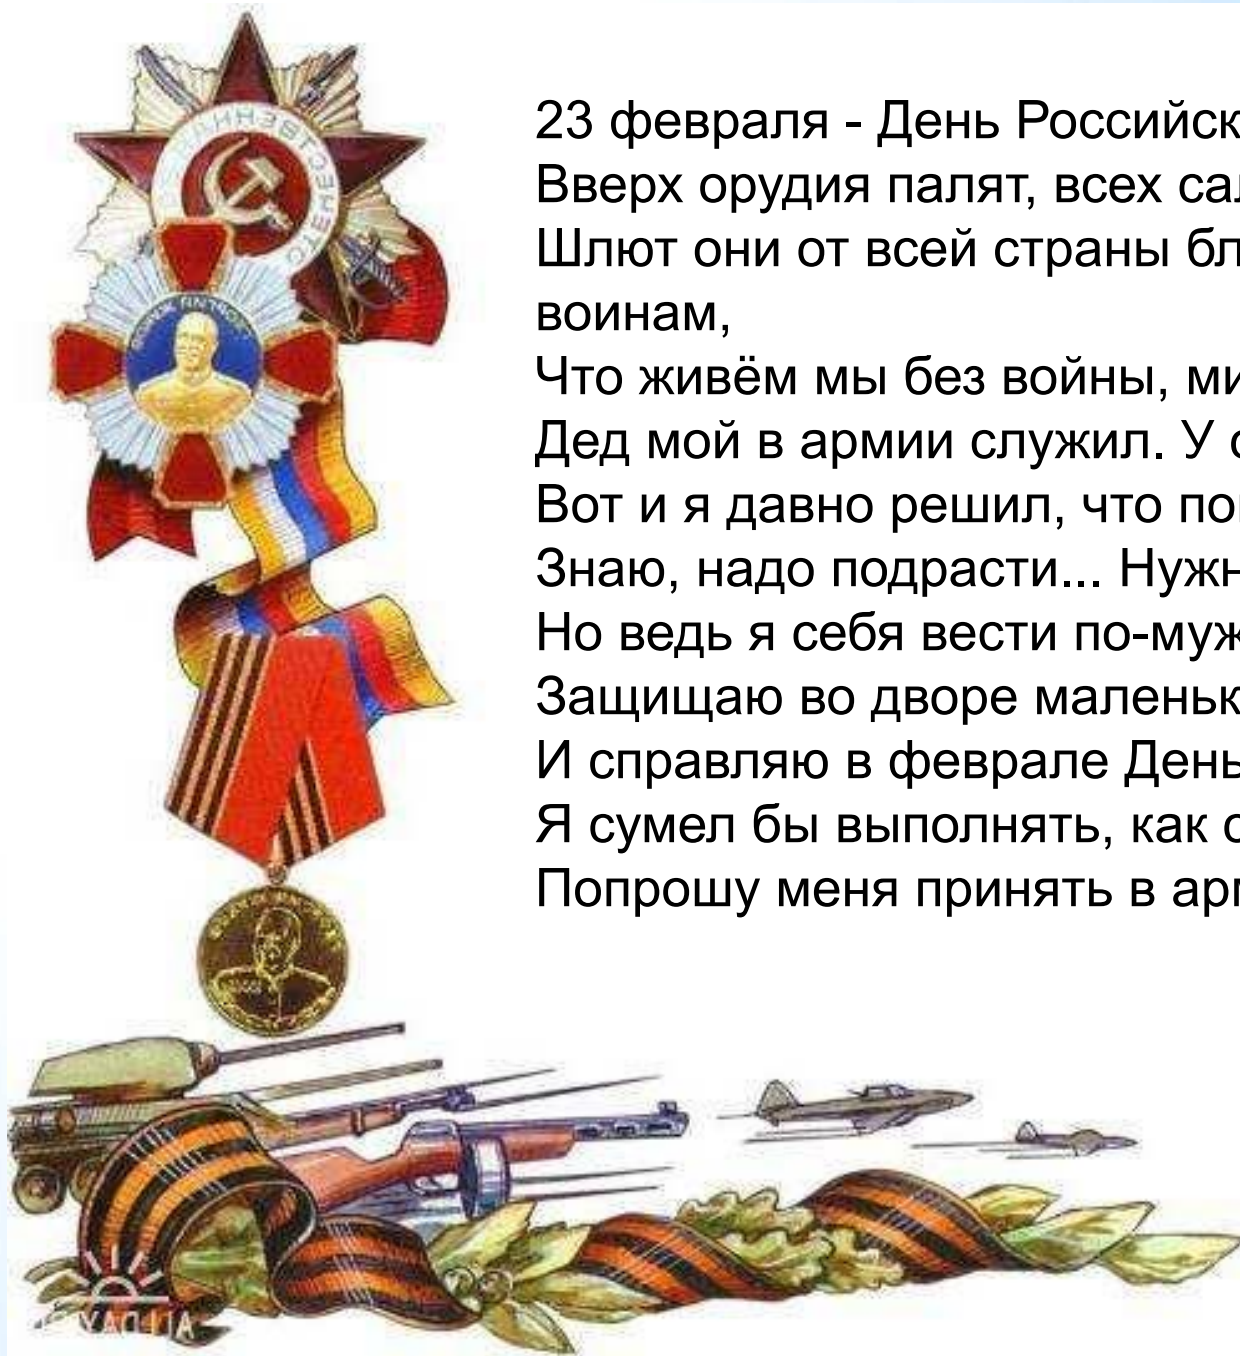 23 февраля - День Российск
Вверх орудия палят, всех сал
Шлют они от всей страны бл
воинам,
Что живём мы без войны, ми
Дед мой в армии служил. У с
Вот и я давно решил, что по
Знаю, надо подрасти... Нужн
Но ведь я себя вести по-муж
Защищаю во дворе маленьк
И справляю в феврале День
Я сумел бы выполнять, как с
Попрошу меня принять в арм